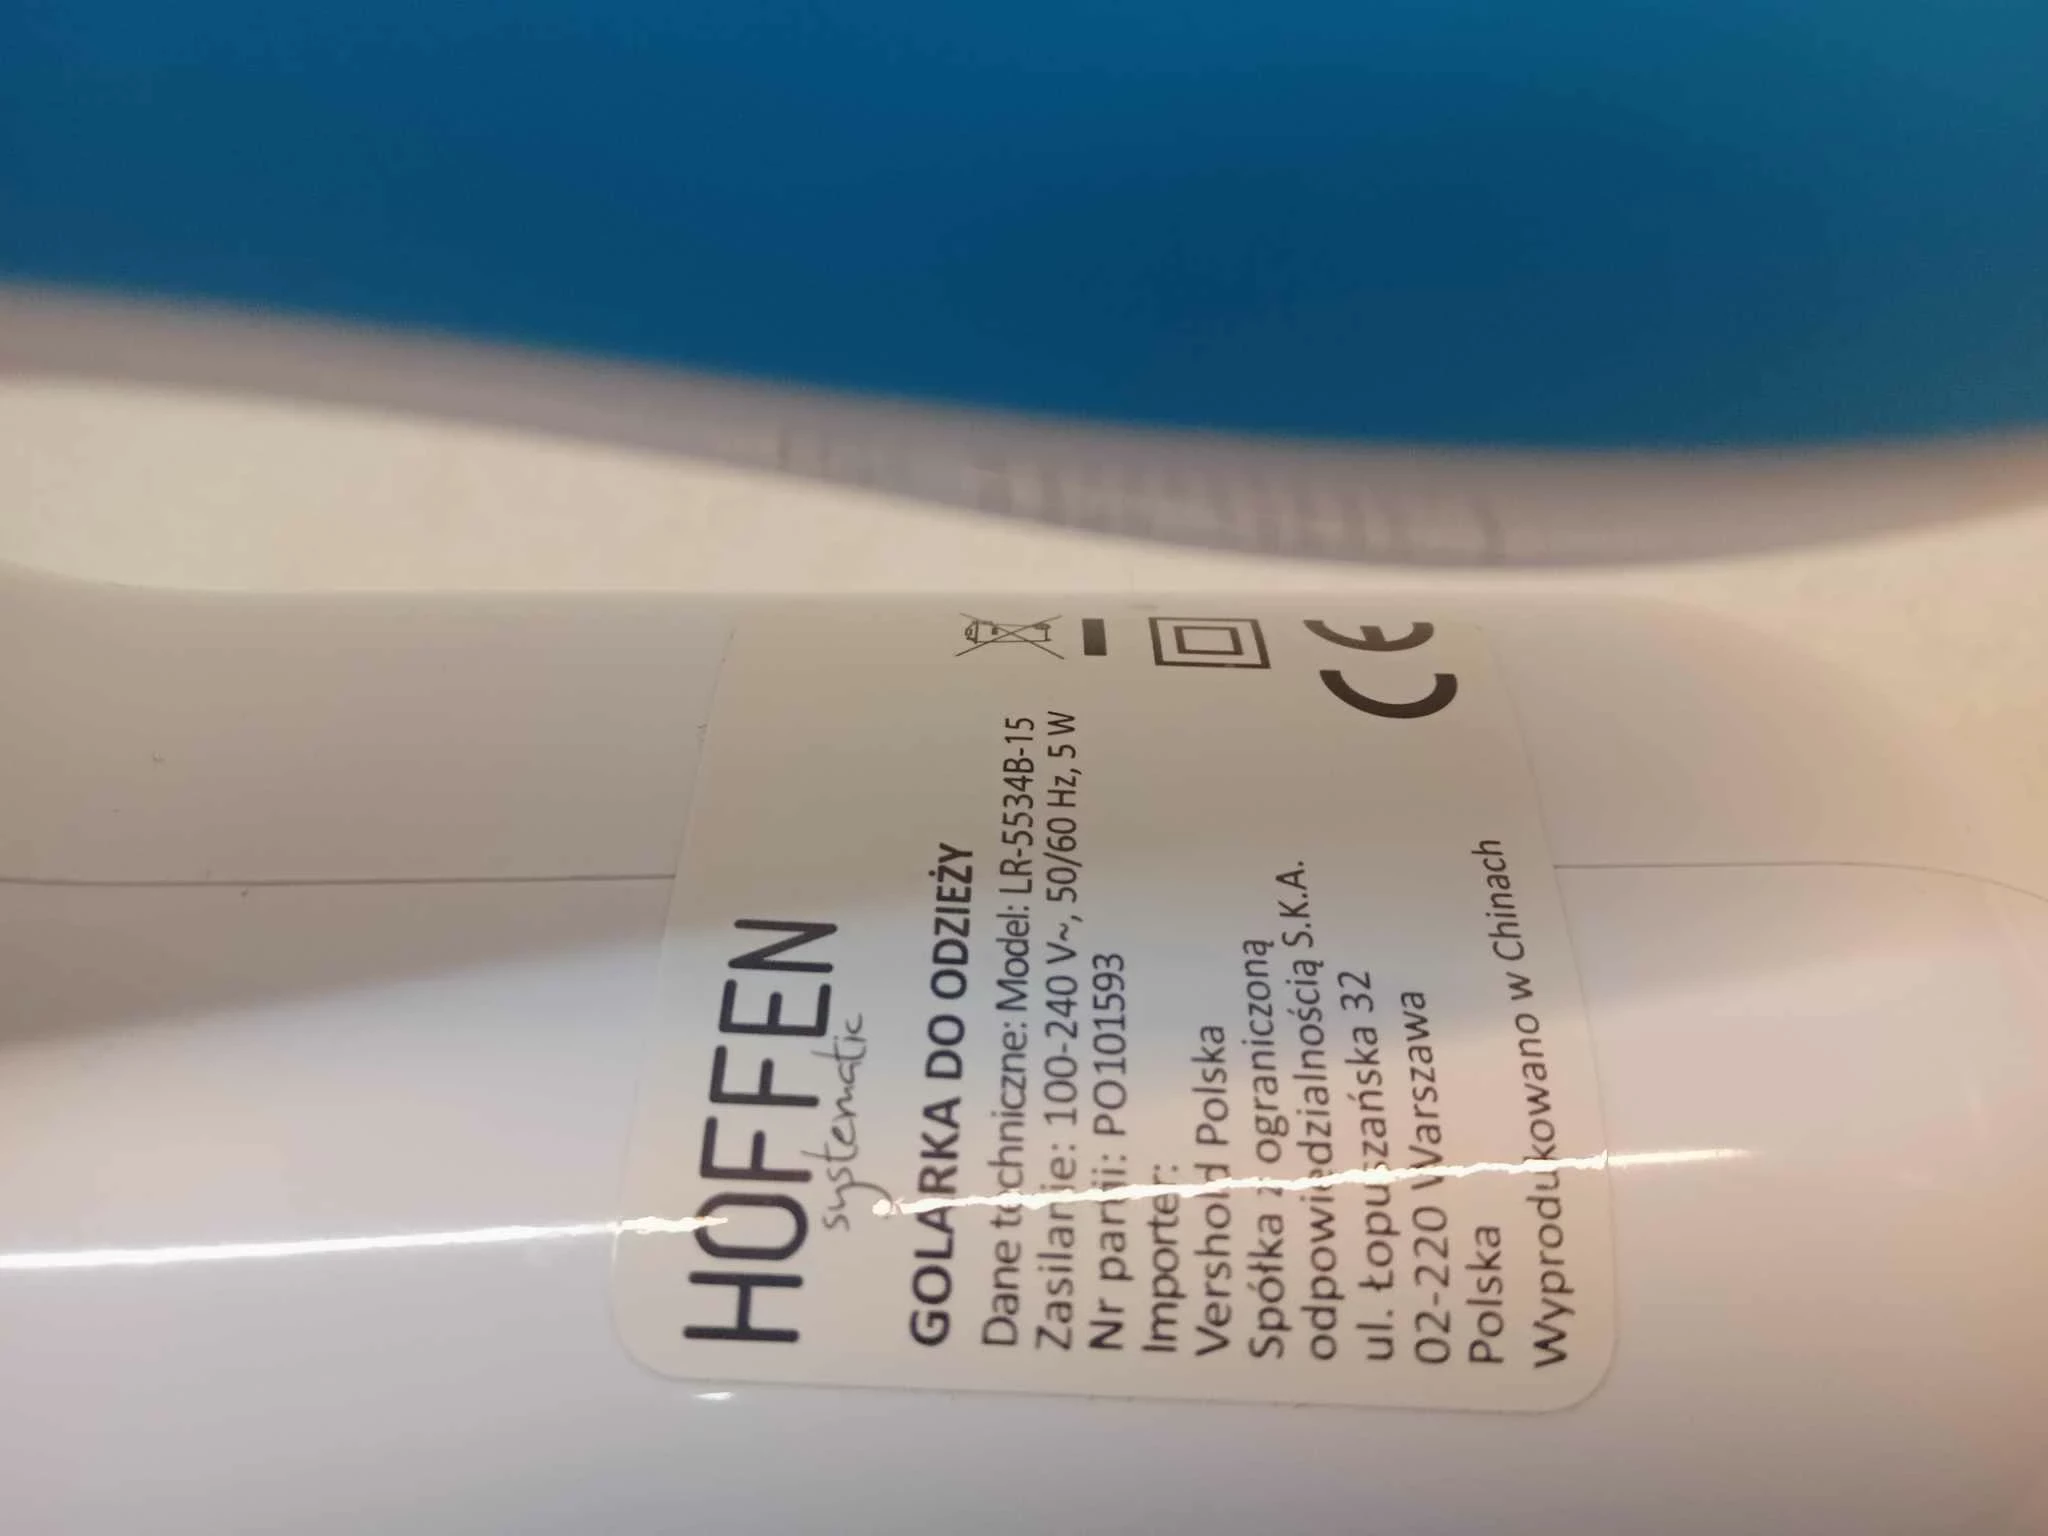 HOFFEN
systematic
GOLARKA DO ODZIEŻY
Dane techniczne: Model: LR-5534B-15
Zasilanie: 100-240 V~, 50/60 Hz, 5 W
Nr partii: PO101593
Importer:
Vershold Polska
Spółka z ograniczoną
odpowiedzialnością S.K.A.
ul. Łopuszańska 32
02-220 Warszawa
Polska
Wyprodukowano w Chinach
CE